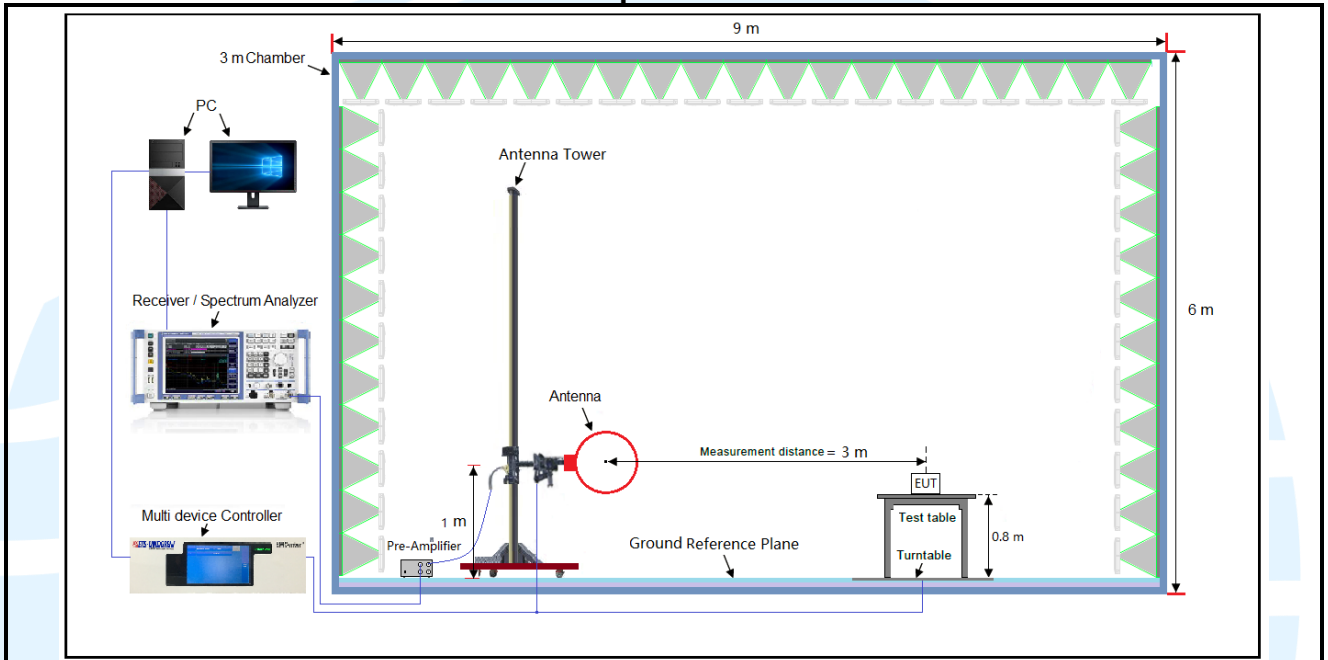 9 m
3 m Chamber
PC
Antenna Tower
Receiver / Spectrum Analyzer
6 m
Antenna
Measurement distance = 3 m
EUT
Multi device Controller
1 m
Test table
0.8 m
Pre-Amplifier
Ground Reference Plane
Turntable